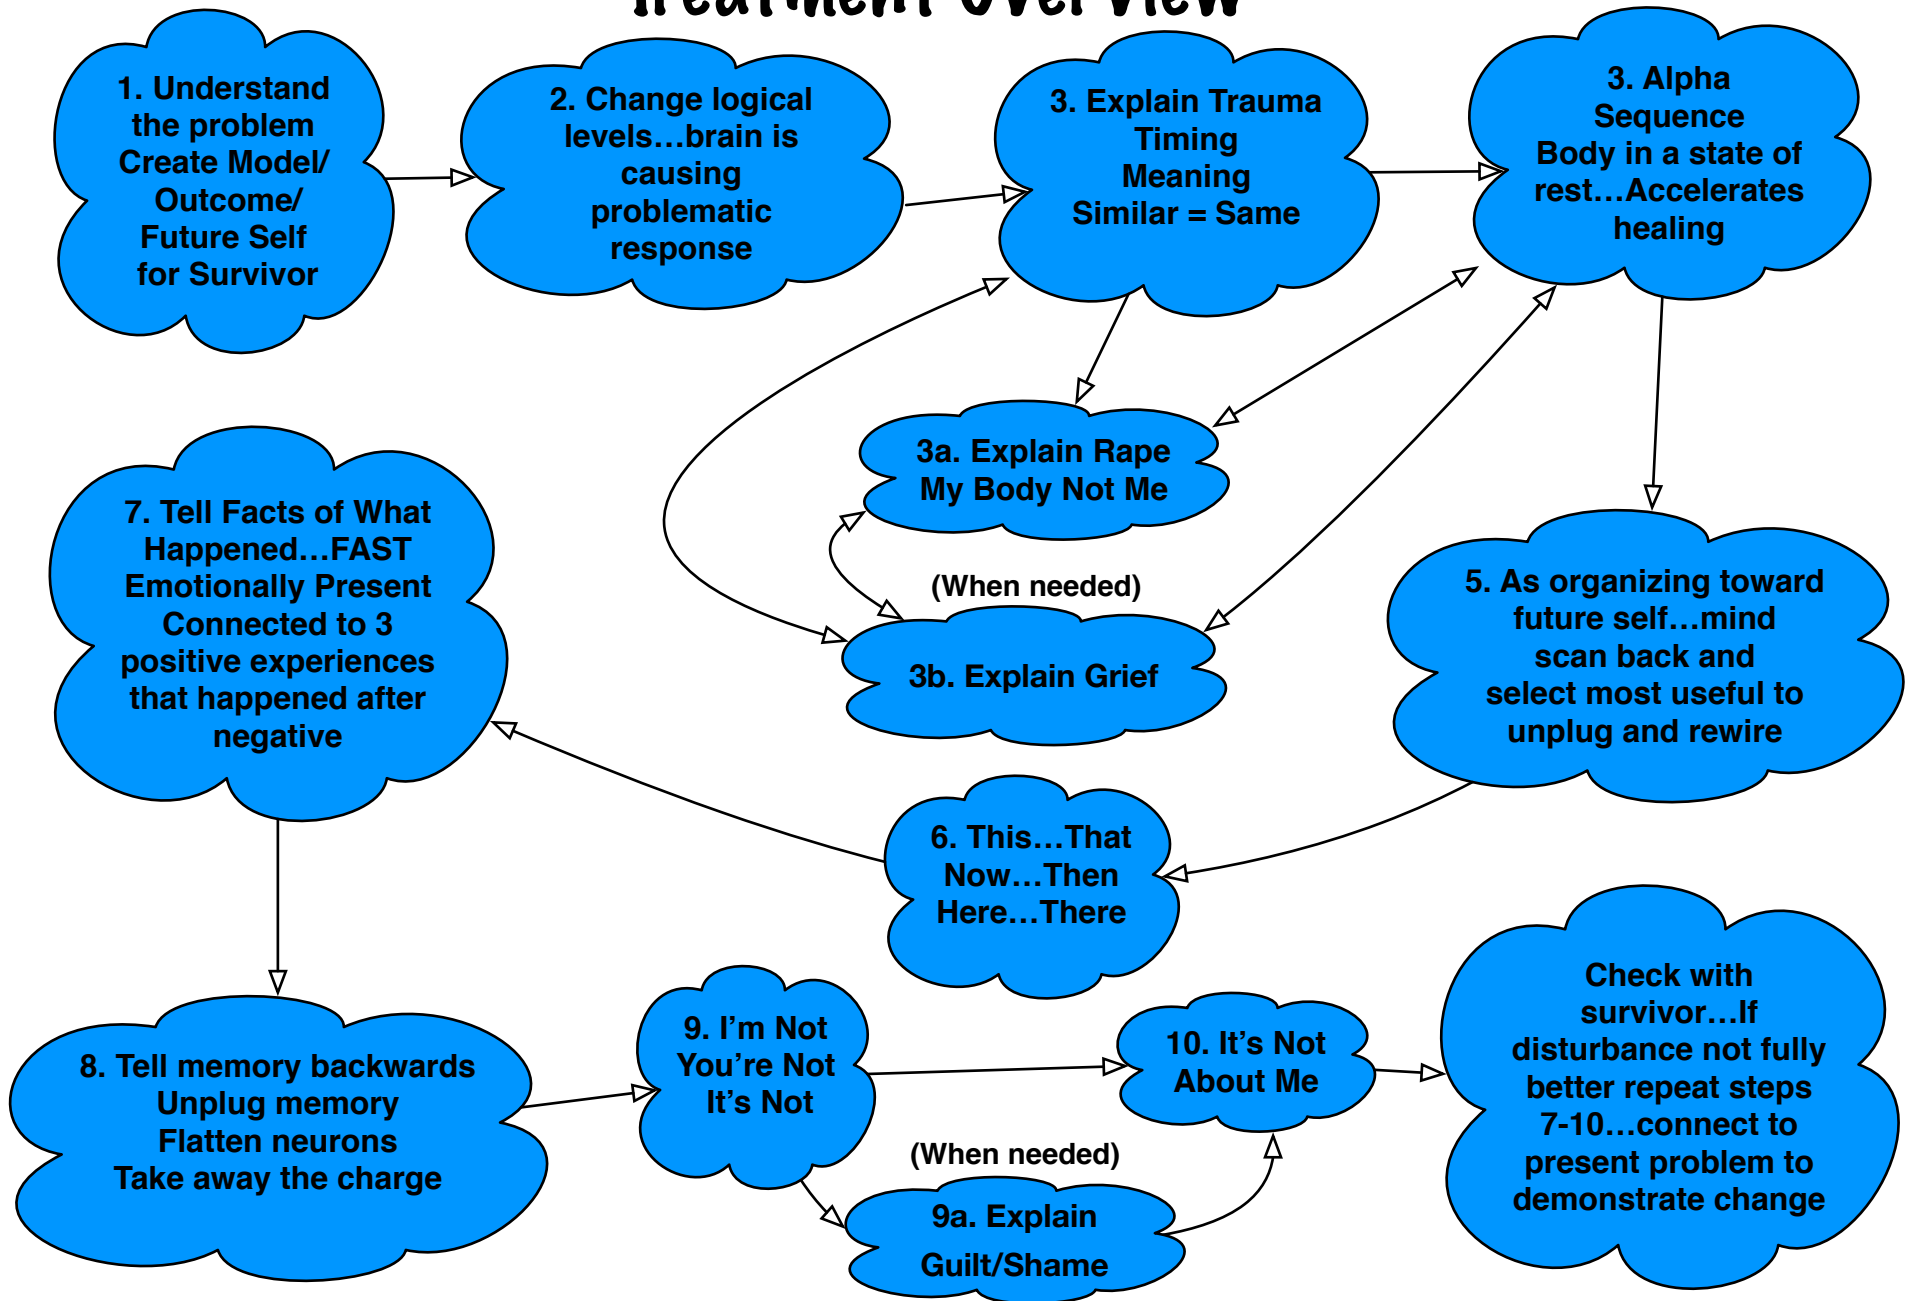 Treatment Overview
1. Understand
the problem
Create Model/
Outcome/
Future Self
for Survivor
2. Change logical
levels...brain is
causing
problematic
response
3. Explain Trauma
Timing
Meaning
Similar = Same
3. Alpha
Sequence
Body in a state of
rest...Accelerates
healing
3a. Explain Rape
My Body Not Me
(When needed)
3b. Explain Grief
5. As organizing toward
future self...mind
scan back and
select most useful to
unplug and rewire
6. This...That
Now...Then
Here...There
7. Tell Facts of What
Happened...FAST
Emotionally Present
Connected to 3
positive experiences
that happened after
negative
8. Tell memory backwards
Unplug memory
Flatten neurons
Take away the charge
9. I'm Not
You're Not
It's Not
(When needed)
9a. Explain
Guilt/Shame
10. It's Not
About Me
Check with
survivor...If
disturbance not fully
better repeat steps
7-10...connect to
present problem to
demonstrate change